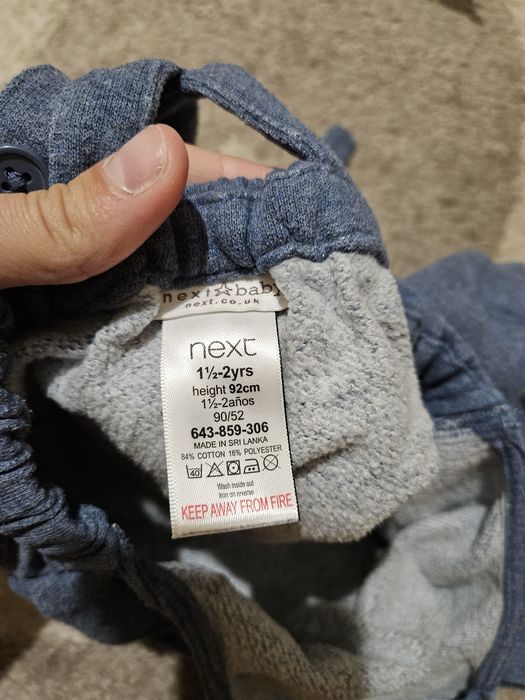 next☆baby
next.co.uk
next
1½-2yrs
height 92cm
1½-2años
90/52
643-859-306
MADE IN SRI LANKA
84% COTTON 16% POLYESTER
40
Wash inside out
Iron on reverse
KEEP AWAY FROM FIRE